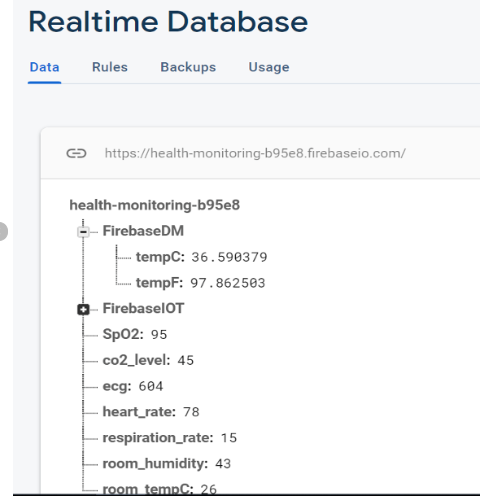 Realtime Database
Data Rules Backups Usage
https://health-monitoring-b95e8.firebaseio.com/
health-monitoring-b95e8
FirebaseDM
tempC: 36.590379
tempF: 97.862503
FirebaseIOT
SpO2: 95
co2_level: 45
ecg: 604
heart_rate: 78
respiration_rate: 15
room_humidity: 43
room_tempC: 26